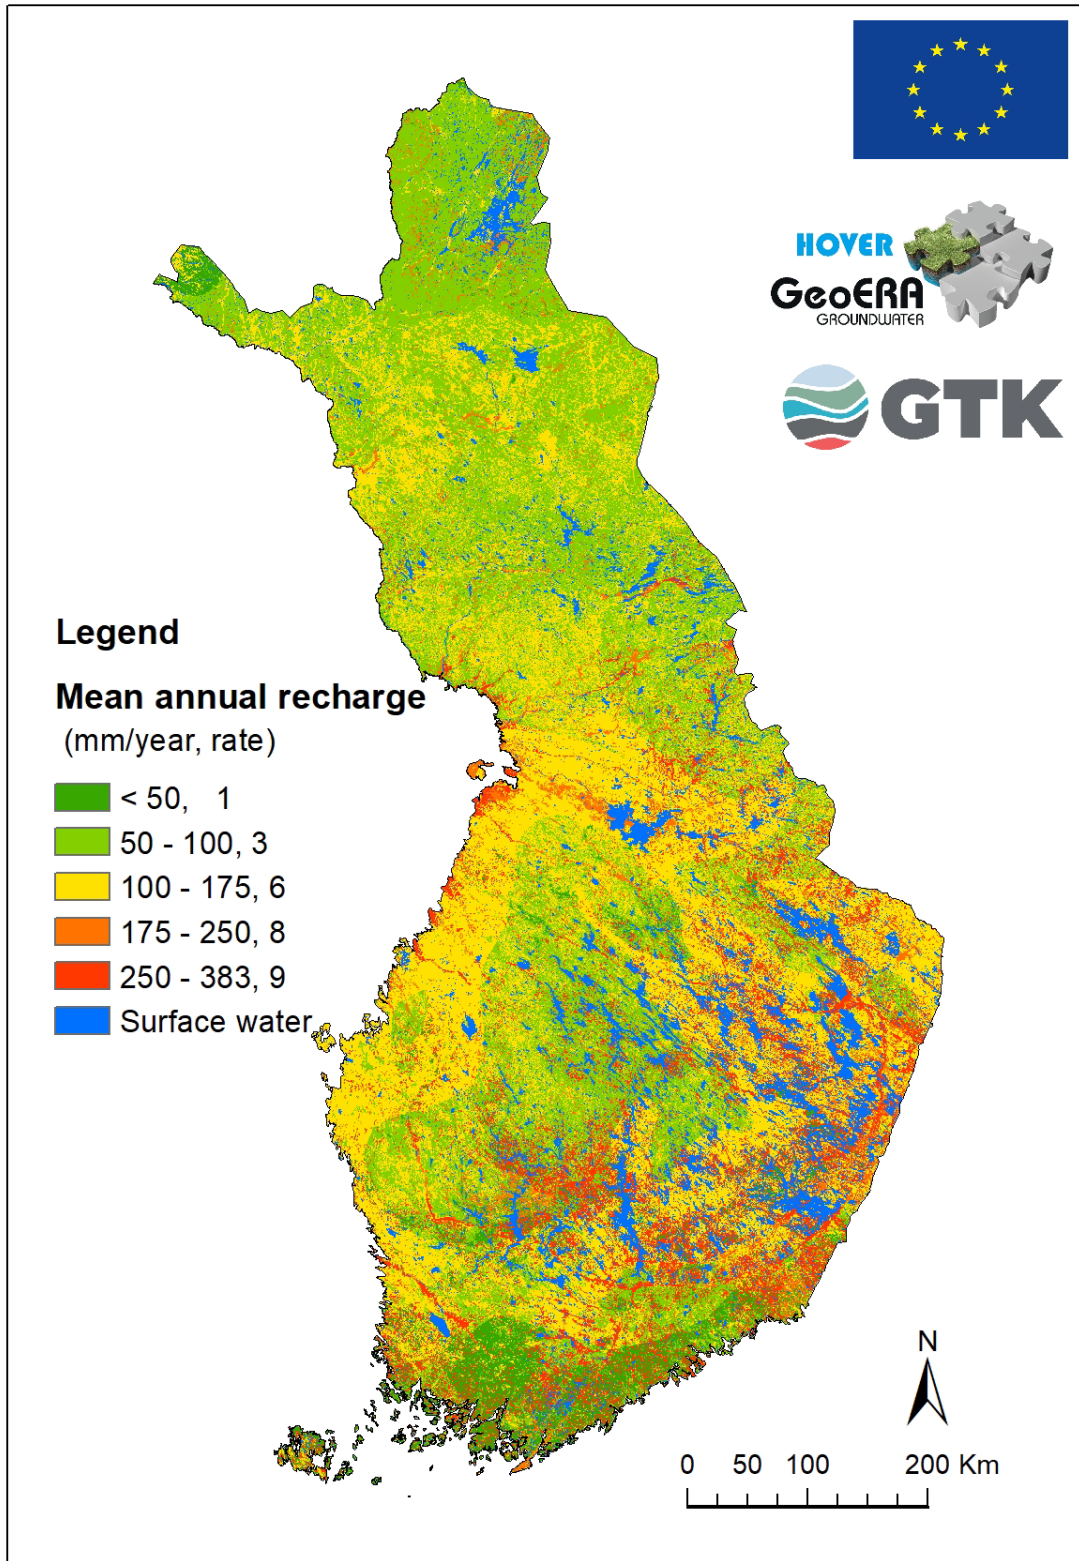 HOVER
GeoERA
GROUNDWATER
GTK
Legend
Mean annual recharge
(mm/year, rate)
< 50, 1
50 - 100, 3
100 - 175, 6
175 - 250, 8
250 - 383, 9
Surface water
N
0 50 100 200 Km